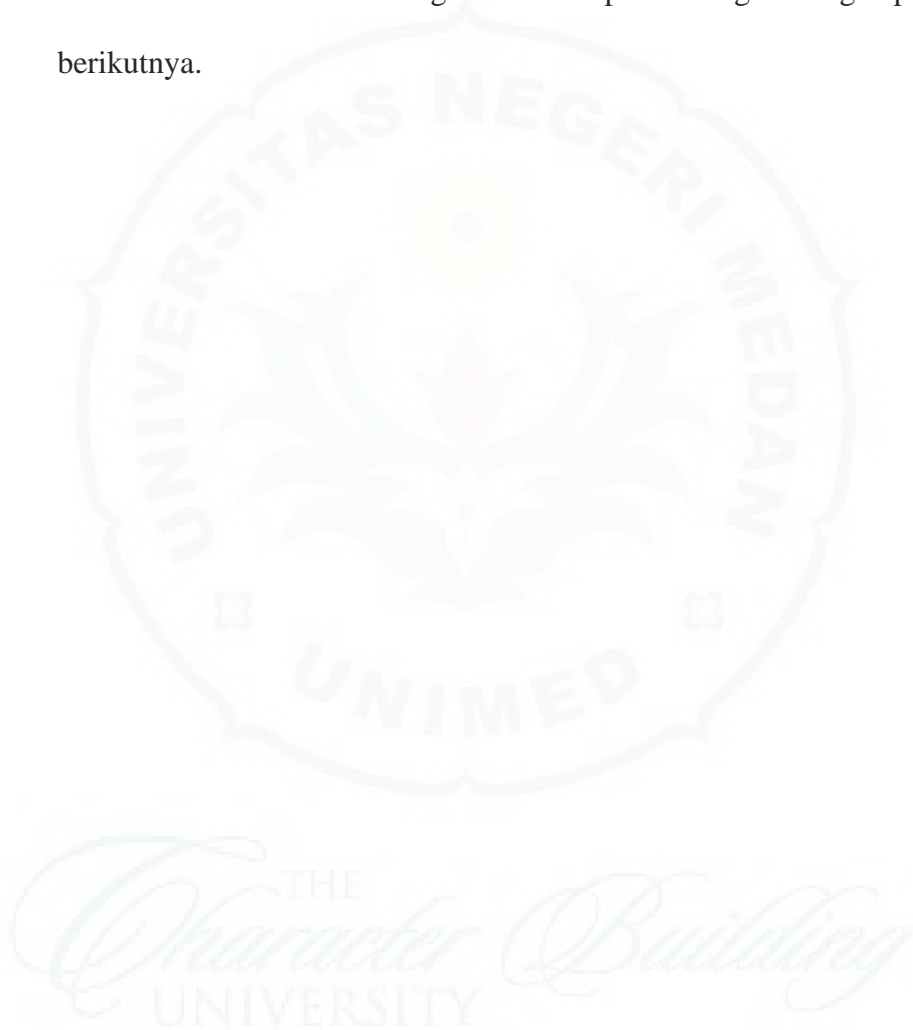 berikutnya.
UNIVERSITAS NEGERI MEDAN
UNIMED
THE
Character Building
UNIVERSITY